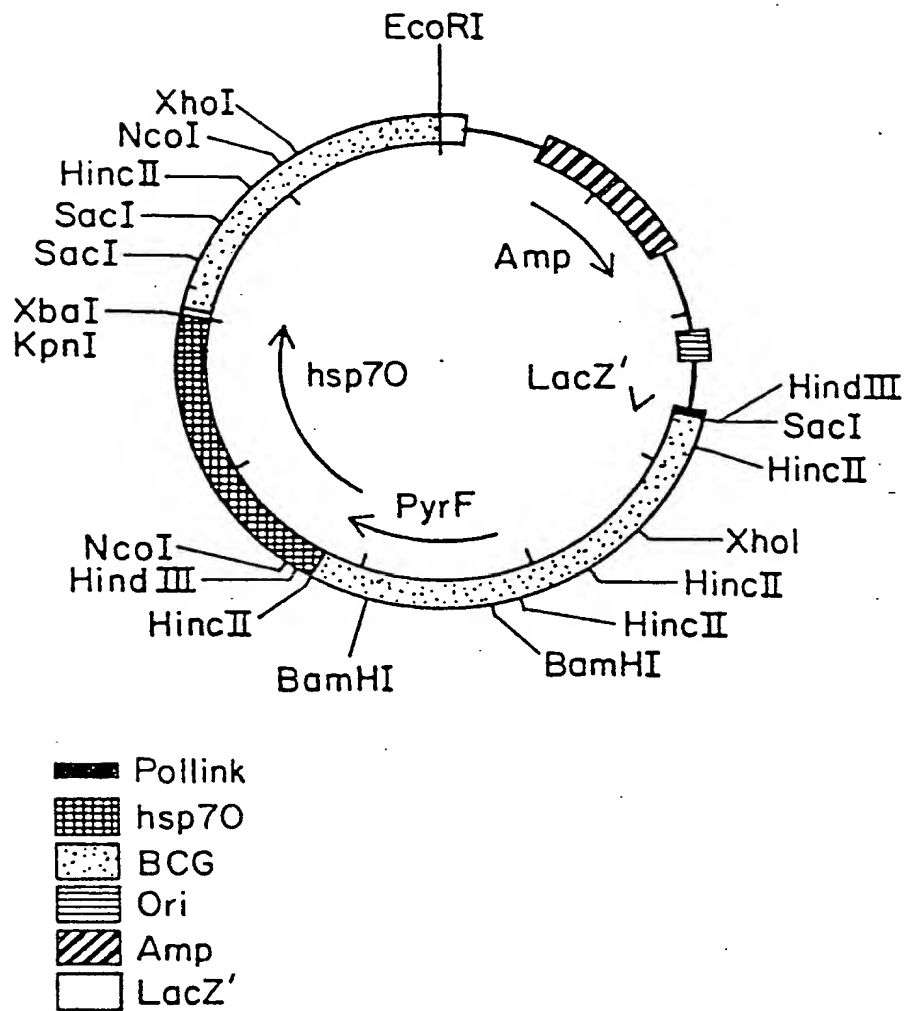 EcoRI
XhoI
NcoI
HincII
SacI
SacI
XbaI
KpnI
Amp
hsp70
LacZ'
HindIII
SacI
HincII
PyrF
XhoI
NcoI
HindIII
HincII
HincII
HincII
BamHI
BamHI
Pollink
hsp70
BCG
Ori
Amp
LacZ'